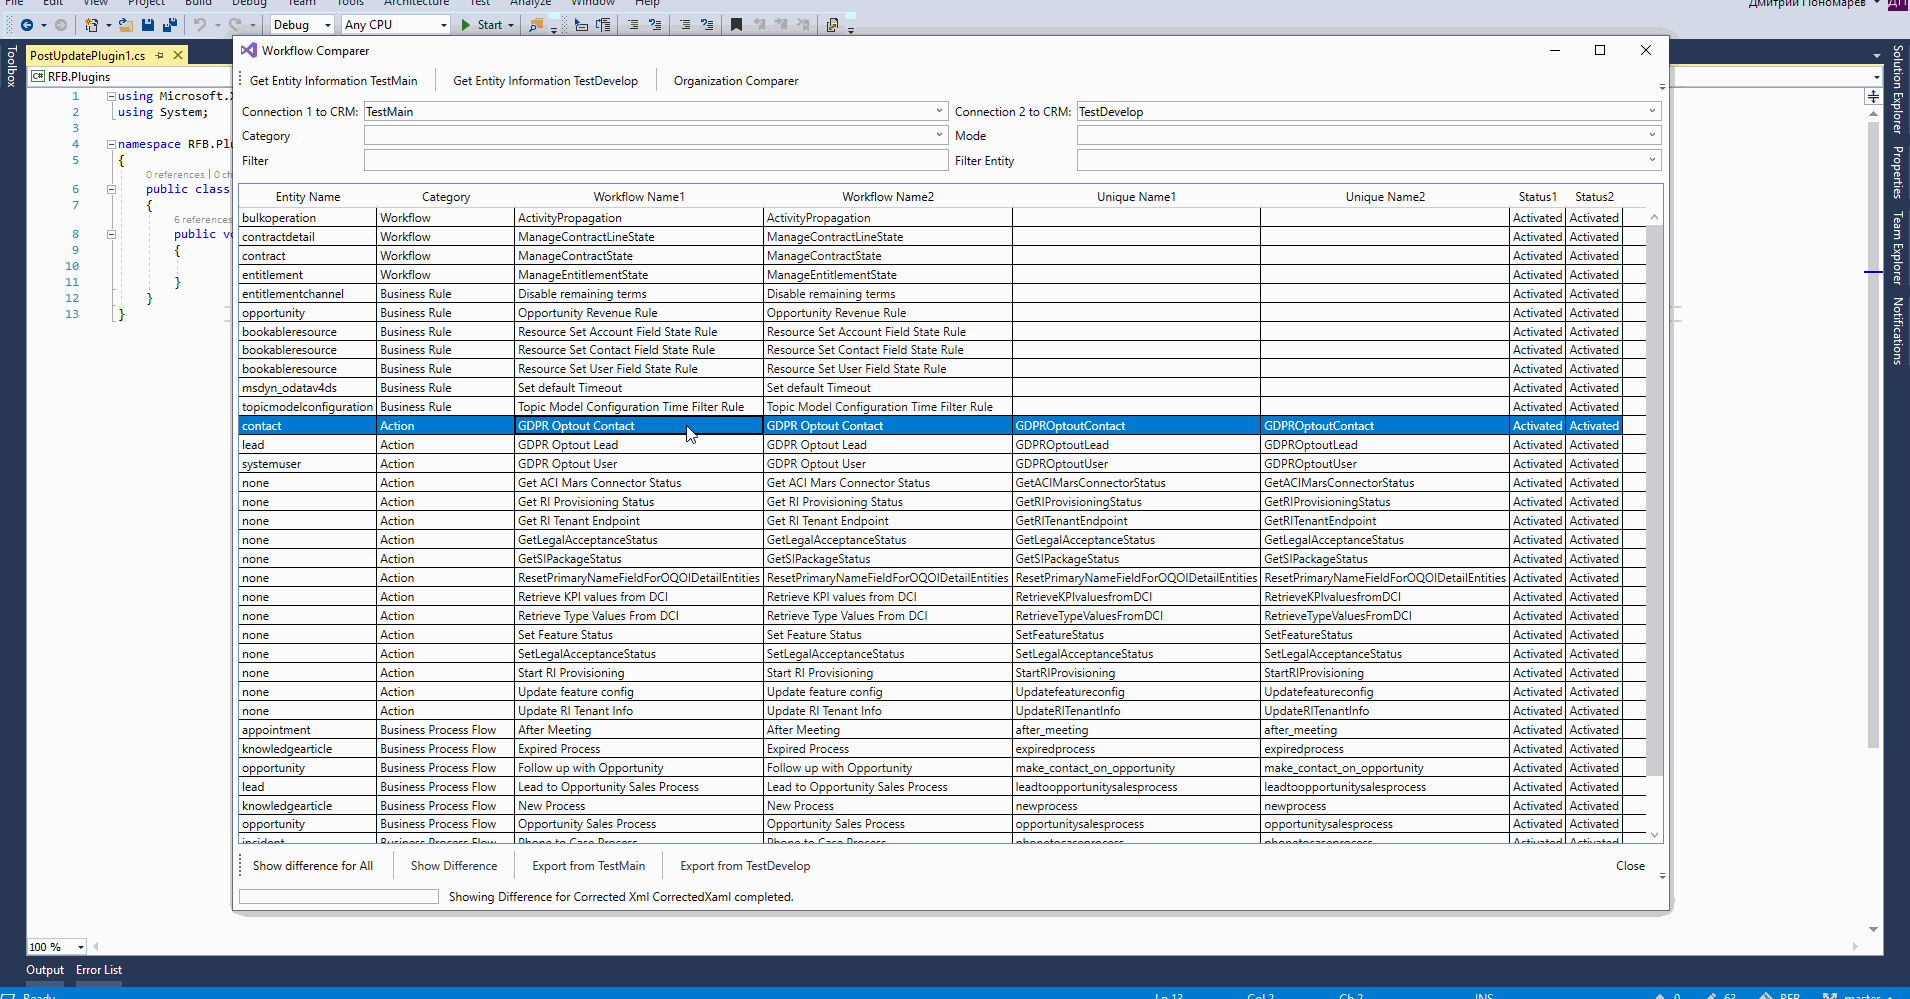 File Edit View Project Build Debug Team Tools Architecture Test Analyze Window Help
Дмитрий Пономарев ДП
Debug Any CPU Start
Toolbox
PostUpdatePlugin1.cs
C# RFB.Plugins
1 using Microsoft.X
2 using System;
3
4 namespace RFB.Plu
5 {
0 references | 0 ch
6 public class
7 {
6 references
8 public vo
9 {
10
11 }
12 }
13 }
Workflow Comparer
Get Entity Information TestMain Get Entity Information TestDevelop Organization Comparer
Connection 1 to CRM: TestMain Connection 2 to CRM: TestDevelop
Category Mode
Filter Filter Entity
Entity Name Category Workflow Name1 Workflow Name2 Unique Name1 Unique Name2 Status1 Status2
bulkoperation Workflow ActivityPropagation ActivityPropagation Activated Activated
contractdetail Workflow ManageContractLineState ManageContractLineState Activated Activated
contract Workflow ManageContractState ManageContractState Activated Activated
entitlement Workflow ManageEntitlementState ManageEntitlementState Activated Activated
entitlementchannel Business Rule Disable remaining terms Disable remaining terms Activated Activated
opportunity Business Rule Opportunity Revenue Rule Opportunity Revenue Rule Activated Activated
bookableresource Business Rule Resource Set Account Field State Rule Resource Set Account Field State Rule Activated Activated
bookableresource Business Rule Resource Set Contact Field State Rule Resource Set Contact Field State Rule Activated Activated
bookableresource Business Rule Resource Set User Field State Rule Resource Set User Field State Rule Activated Activated
msdyn_odatav4ds Business Rule Set default Timeout Set default Timeout Activated Activated
topicmodelconfiguration Business Rule Topic Model Configuration Time Filter Rule Topic Model Configuration Time Filter Rule Activated Activated
contact Action GDPR Optout Contact GDPR Optout Contact GDPROptoutContact GDPROptoutContact Activated Activated
lead Action GDPR Optout Lead GDPR Optout Lead GDPROptoutLead GDPROptoutLead Activated Activated
systemuser Action GDPR Optout User GDPR Optout User GDPROptoutUser GDPROptoutUser Activated Activated
none Action Get ACI Mars Connector Status Get ACI Mars Connector Status GetACIMarsConnectorStatus GetACIMarsConnectorStatus Activated Activated
none Action Get RI Provisioning Status Get RI Provisioning Status GetRIProvisioningStatus GetRIProvisioningStatus Activated Activated
none Action Get RI Tenant Endpoint Get RI Tenant Endpoint GetRITenantEndpoint GetRITenantEndpoint Activated Activated
none Action GetLegalAcceptanceStatus GetLegalAcceptanceStatus GetLegalAcceptanceStatus GetLegalAcceptanceStatus Activated Activated
none Action GetSIPackageStatus GetSIPackageStatus GetSIPackageStatus GetSIPackageStatus Activated Activated
none Action ResetPrimaryNameFieldForOQOIDetailEntities ResetPrimaryNameFieldForOQOIDetailEntities ResetPrimaryNameFieldForOQOIDetailEntities ResetPrimaryNameFieldForOQOIDetailEntities Activated Activated
none Action Retrieve KPI values from DCI Retrieve KPI values from DCI RetrieveKPIvaluesfromDCI RetrieveKPIvaluesfromDCI Activated Activated
none Action Retrieve Type Values From DCI Retrieve Type Values From DCI RetrieveTypeValuesFromDCI RetrieveTypeValuesFromDCI Activated Activated
none Action Set Feature Status Set Feature Status SetFeatureStatus SetFeatureStatus Activated Activated
none Action SetLegalAcceptanceStatus SetLegalAcceptanceStatus SetLegalAcceptanceStatus SetLegalAcceptanceStatus Activated Activated
none Action Start RI Provisioning Start RI Provisioning StartRIProvisioning StartRIProvisioning Activated Activated
none Action Update feature config Update feature config Updatefeatureconfig Updatefeatureconfig Activated Activated
none Action Update RI Tenant Info Update RI Tenant Info UpdateRITenantInfo UpdateRITenantInfo Activated Activated
appointment Business Process Flow After Meeting After Meeting after_meeting after_meeting Activated Activated
knowledgearticle Business Process Flow Expired Process Expired Process expiredprocess expiredprocess Activated Activated
opportunity Business Process Flow Follow up with Opportunity Follow up with Opportunity make_contact_on_opportunity make_contact_on_opportunity Activated Activated
lead Business Process Flow Lead to Opportunity Sales Process Lead to Opportunity Sales Process leadtoopportunitysalesprocess leadtoopportunitysalesprocess Activated Activated
knowledgearticle Business Process Flow New Process New Process newprocess newprocess Activated Activated
opportunity Business Process Flow Opportunity Sales Process Opportunity Sales Process opportunitysalesprocess opportunitysalesprocess Activated Activated
incident Business Process Flow Phone to Case Process Phone to Case Process phonetocaseprocess phonetocaseprocess Activated Activated
Show difference for All Show Difference Export from TestMain Export from TestDevelop Close
Showing Difference for Corrected Xml CorrectedXaml completed.
Solution Explorer
Properties
Team Explorer
Notifications
100 %
Output Error List
Ready Ln 13 Col 2 Ch 2 INS 0 63 RFB master